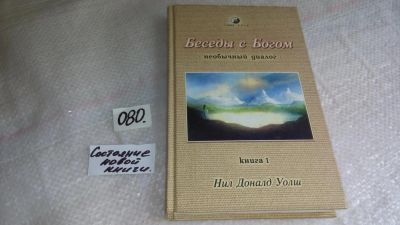 Беседы с Богом
необычный диалог
книга 1
Нил Доналд Уолш
080.
Состояние
новой
книги.